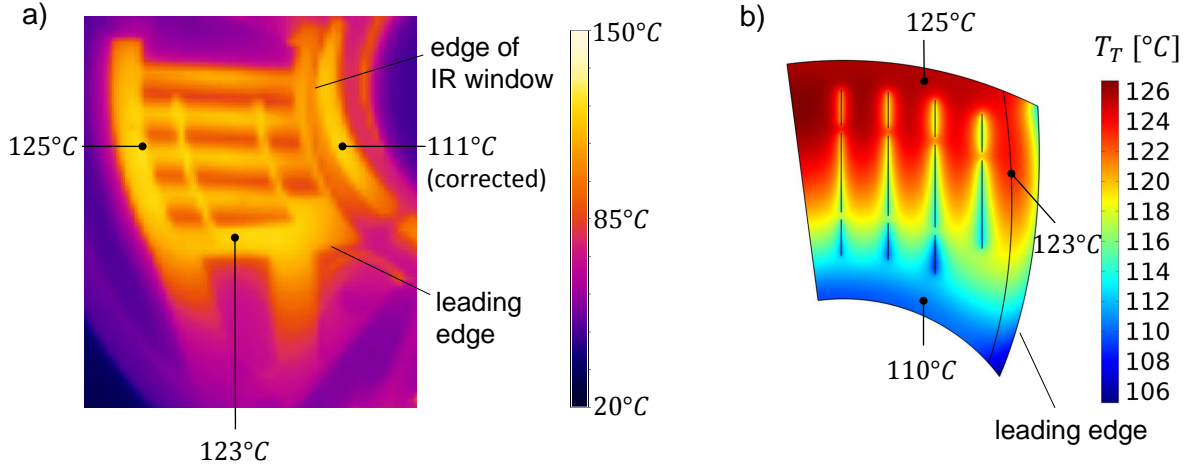 a)
edge of
IR window
125°C
111°C
(corrected)
leading
edge
123°C
150°C
85°C
20°C
b)
125°C
123°C
110°C
leading edge
T_T [°C]
126
124
122
120
118
116
114
112
110
108
106